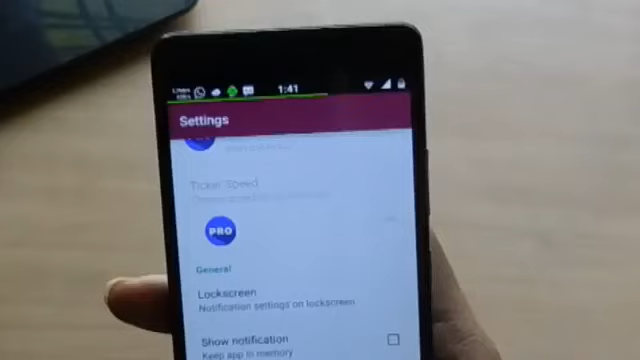 1:41
Settings
Ticker Speed
PRO
General
Lockscreen
Notification settings on lockscreen
Show notification
Keep app in memory